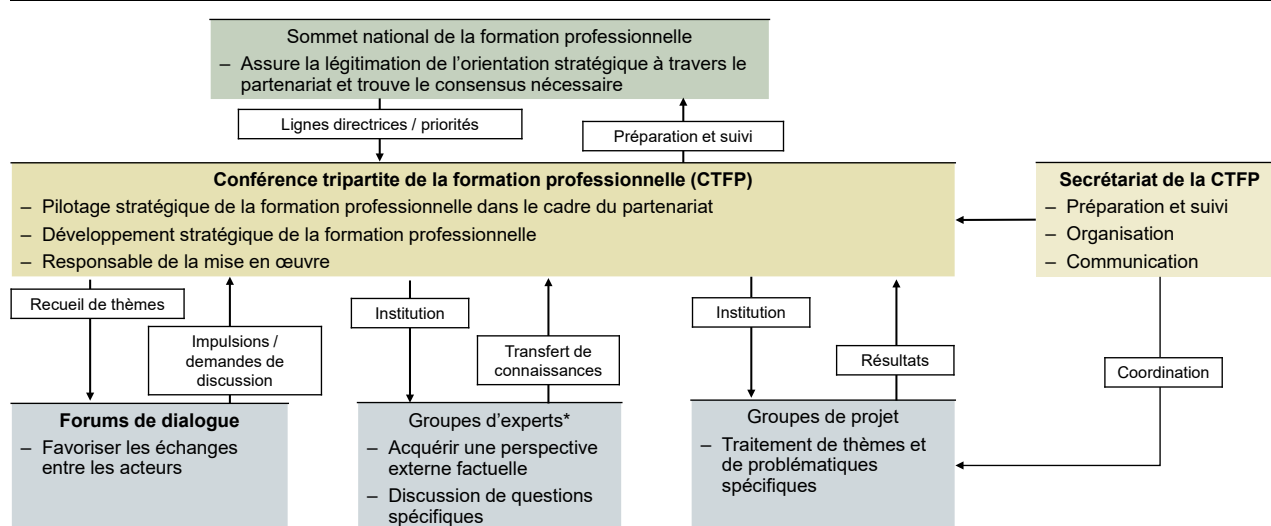 Sommet national de la formation professionnelle
– Assure la légitimation de l'orientation stratégique à travers le
partenariat et trouve le consensus nécessaire
Lignes directrices / priorités
Préparation et suivi
Conférence tripartite de la formation professionnelle (CTFP)
– Pilotage stratégique de la formation professionnelle dans le cadre du partenariat
– Développement stratégique de la formation professionnelle
– Responsable de la mise en œuvre
Secrétariat de la CTFP
– Préparation et suivi
– Organisation
– Communication
Recueil de thèmes
Impulsions /
demandes de
discussion
Institution
Transfert de
connaissances
Institution
Résultats
Coordination
Forums de dialogue
– Favoriser les échanges
entre les acteurs
Groupes d'experts*
– Acquérir une perspective
externe factuelle
– Discussion de questions
spécifiques
Groupes de projet
– Traitement de thèmes et
de problématiques
spécifiques